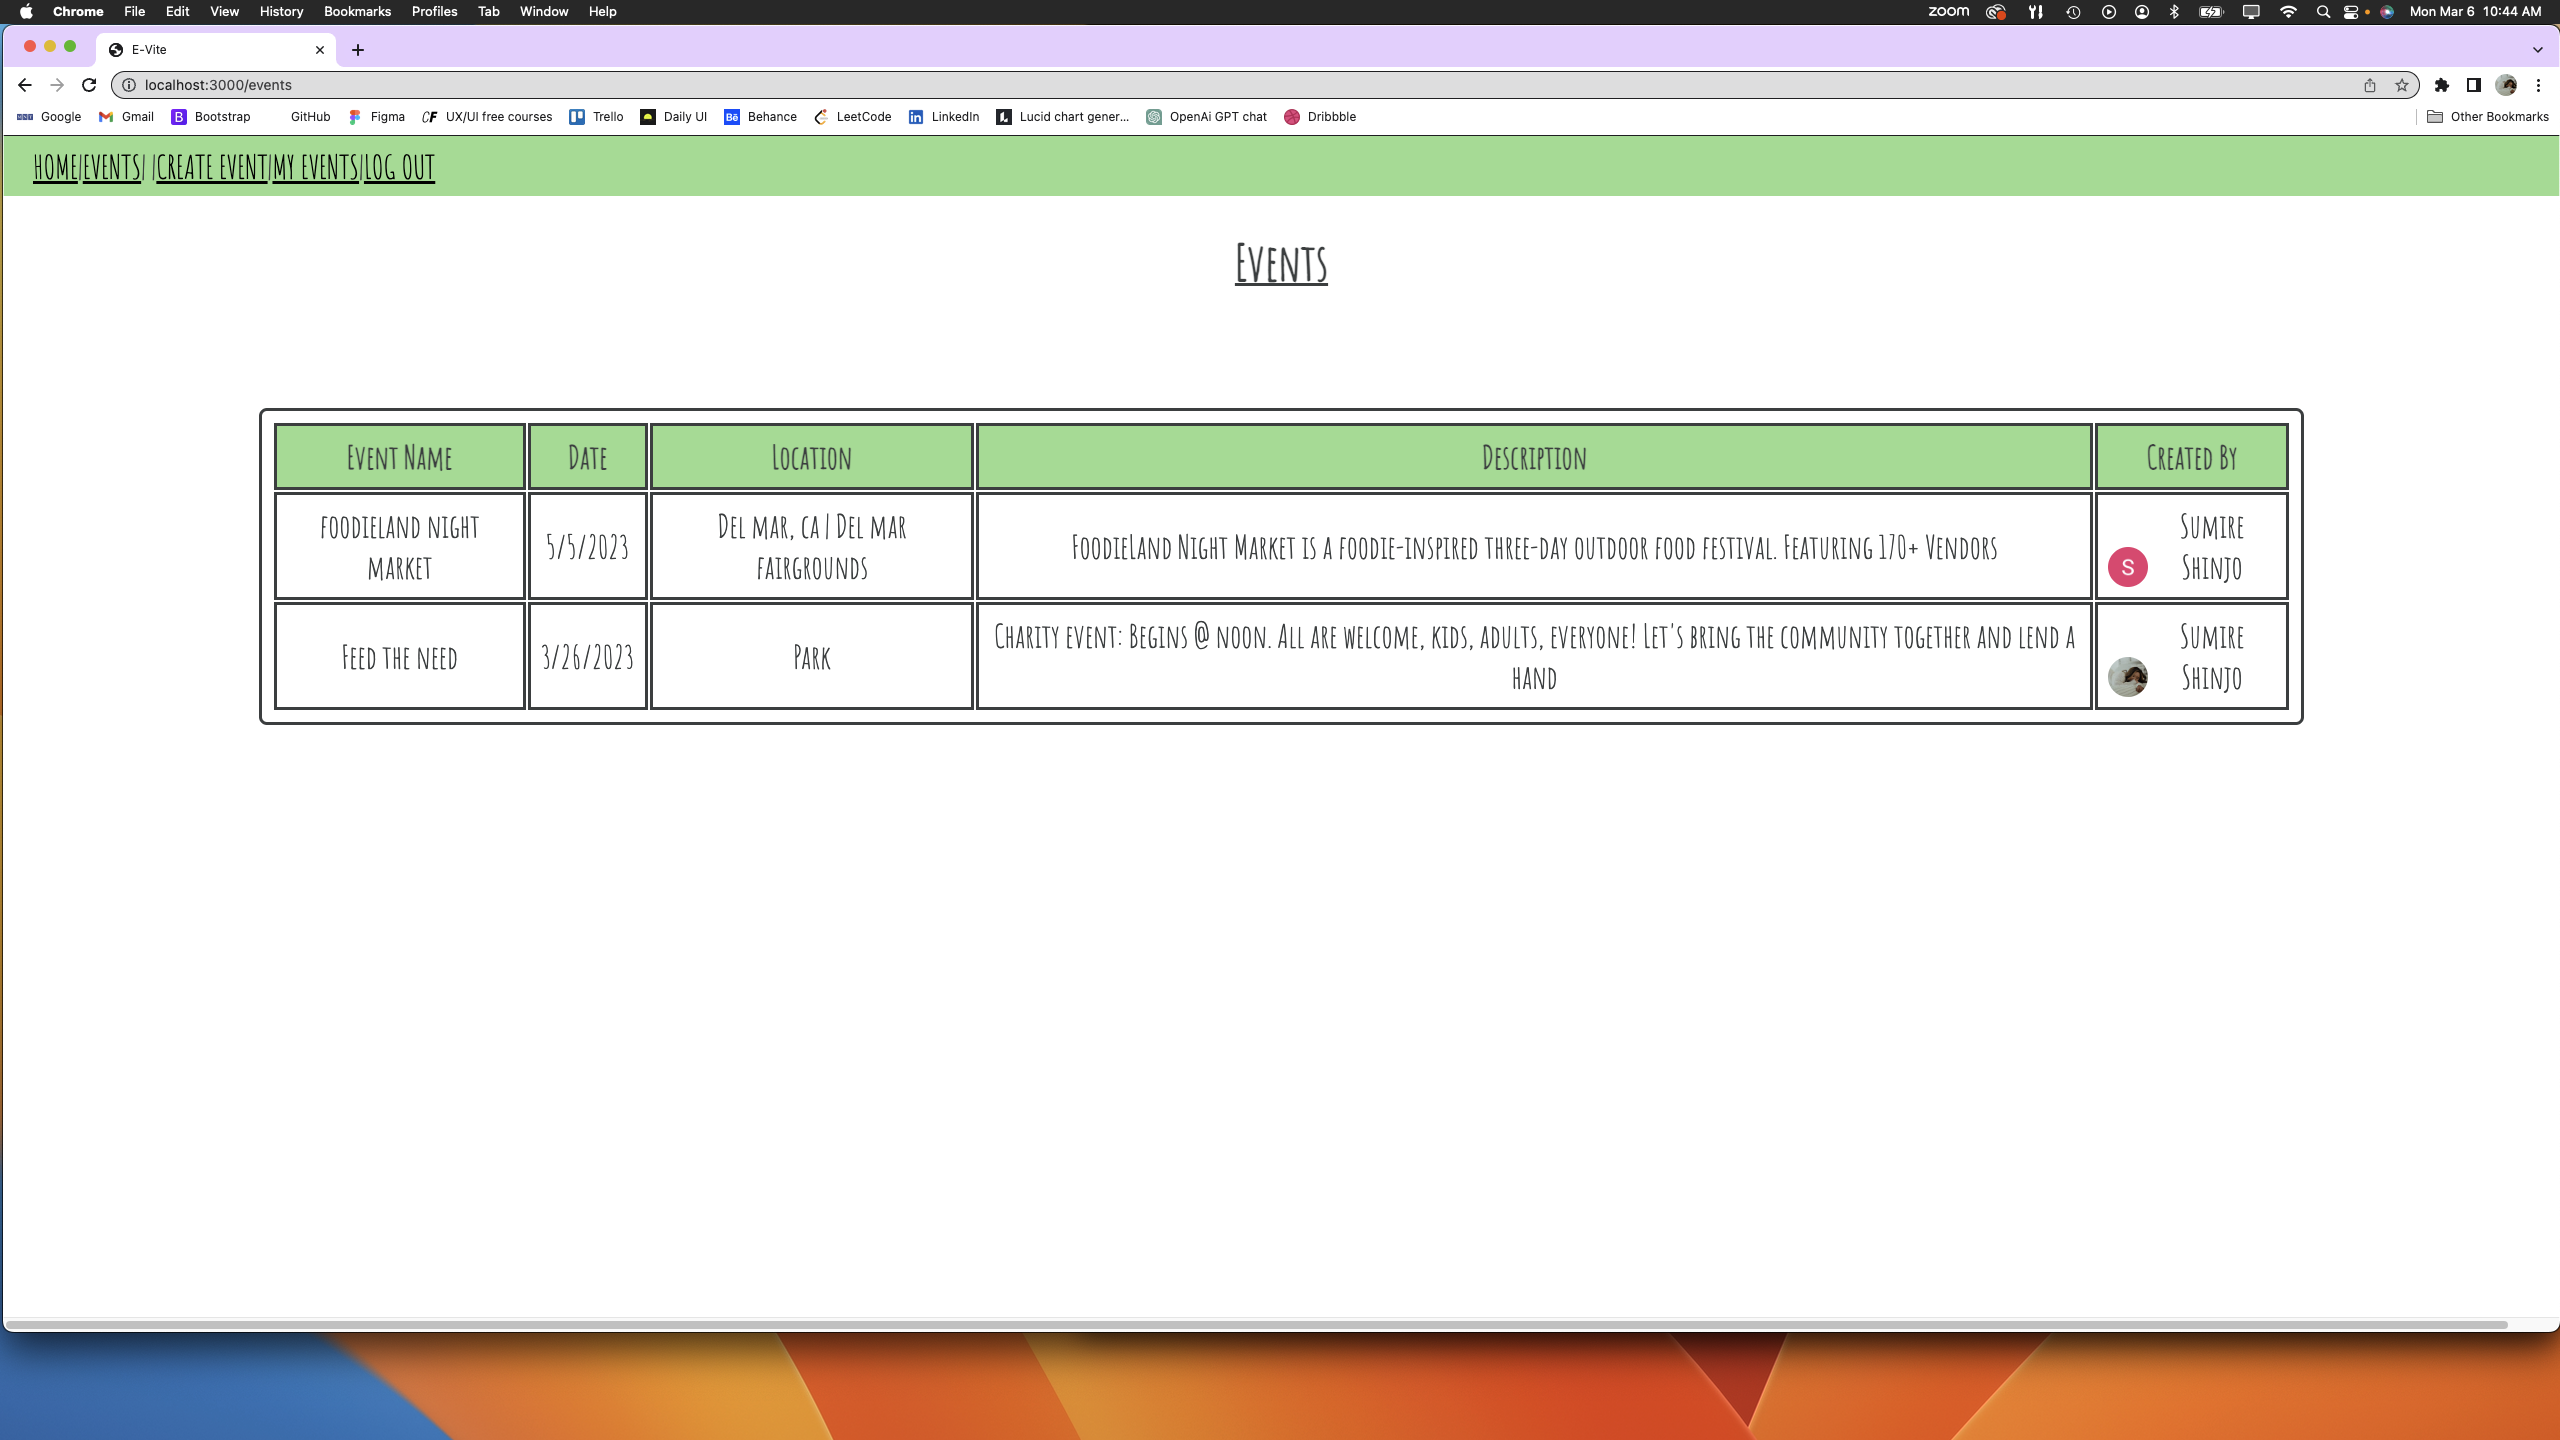 Chrome File Edit View History Bookmarks Profiles Tab Window Help zoom Mon Mar 6 10:44 AM
E-Vite
localhost:3000/events
Google Gmail Bootstrap GitHub Figma UX/UI free courses Trello Daily UI Behance LeetCode LinkedIn Lucid chart gener... OpenAi GPT chat Dribbble Other Bookmarks
HOME|EVENTS| |CREATE EVENT|MY EVENTS|LOG OUT
Events
Event Name Date Location Description Created By
foodieland night
market
5/5/2023
Del mar, ca | Del mar
fairgrounds
FoodieLand Night Market is a foodie-inspired three-day outdoor food festival. Featuring 170+ Vendors
S
Sumire
Shinjo
Feed the need
3/26/2023
Park
Charity event: Begins @ noon. All are welcome, kids, adults, everyone! Let's bring the community together and lend a
hand
Sumire
Shinjo